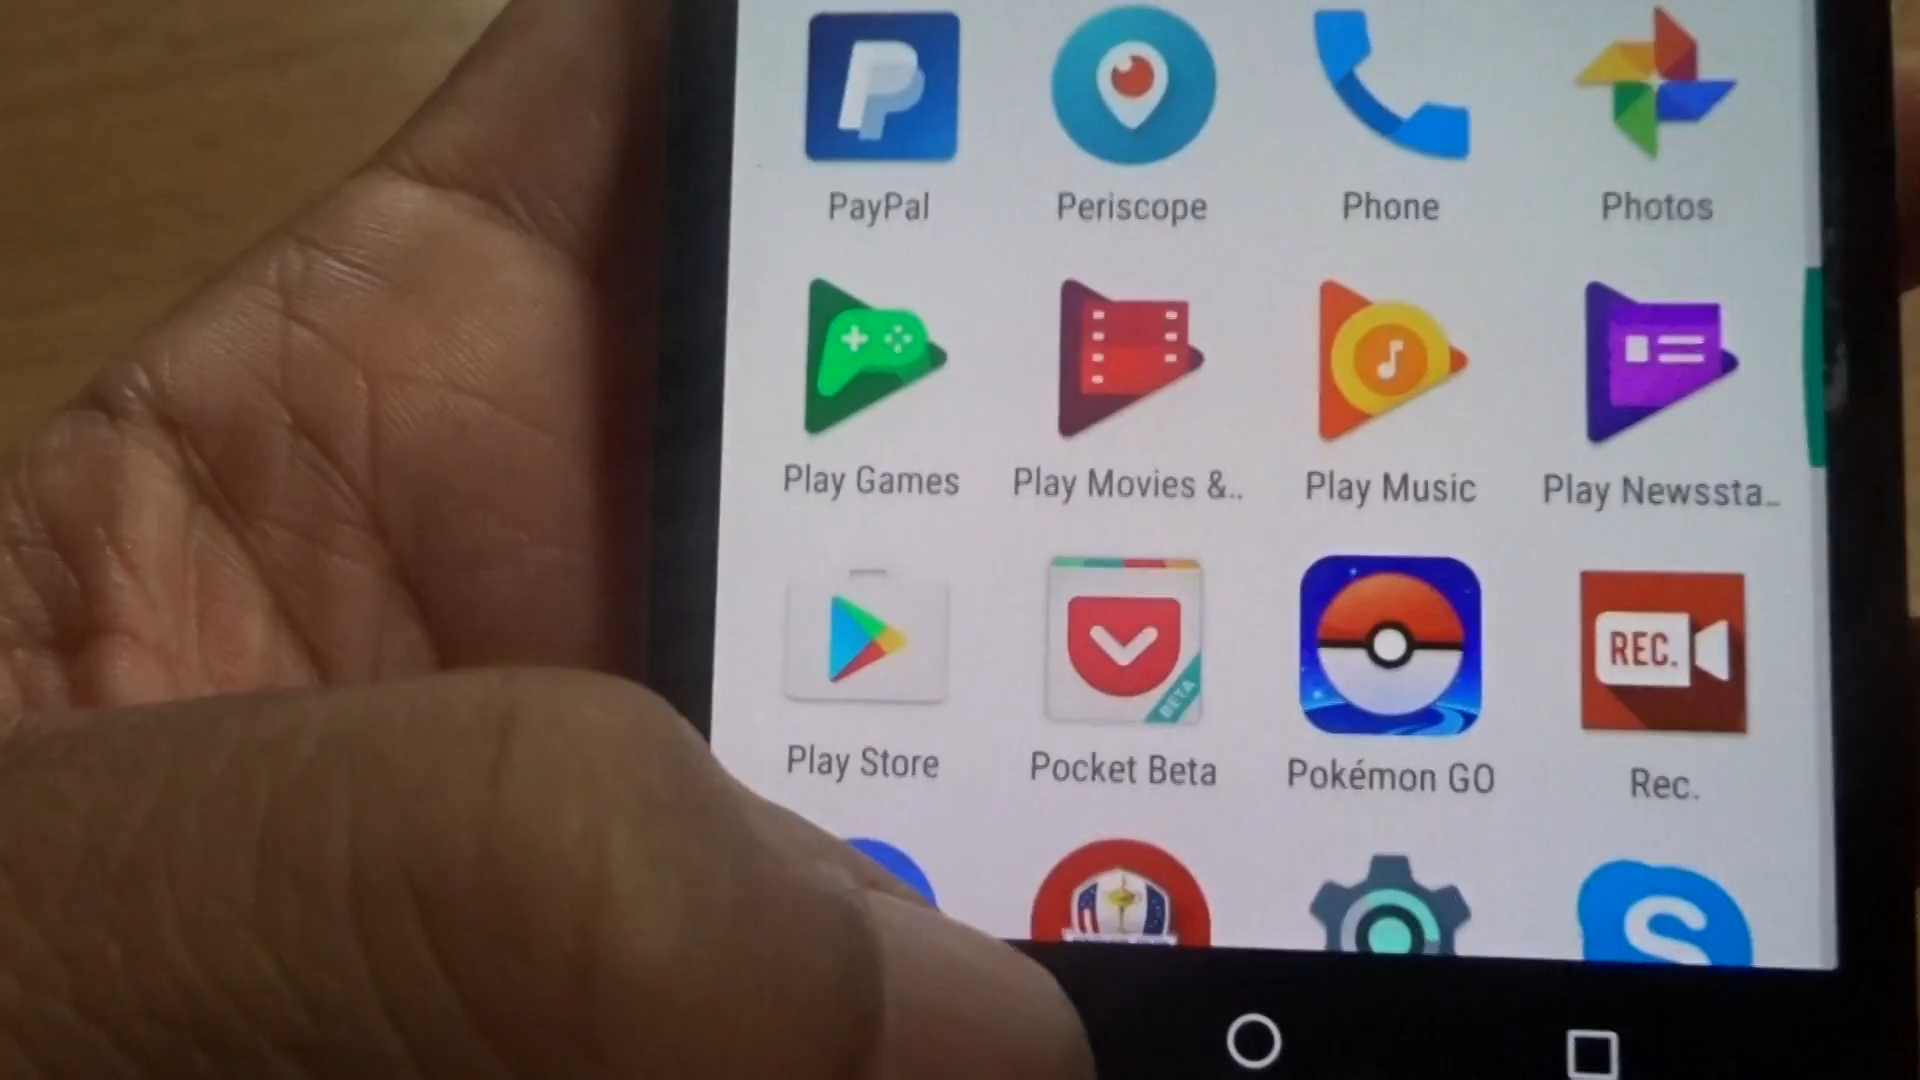 PayPal
Periscope
Phone
Photos
Play Games
Play Movies &..
Play Music
Play Newssta..
BETA
REC.
Play Store
Pocket Beta
Pokémon GO
Rec.
S